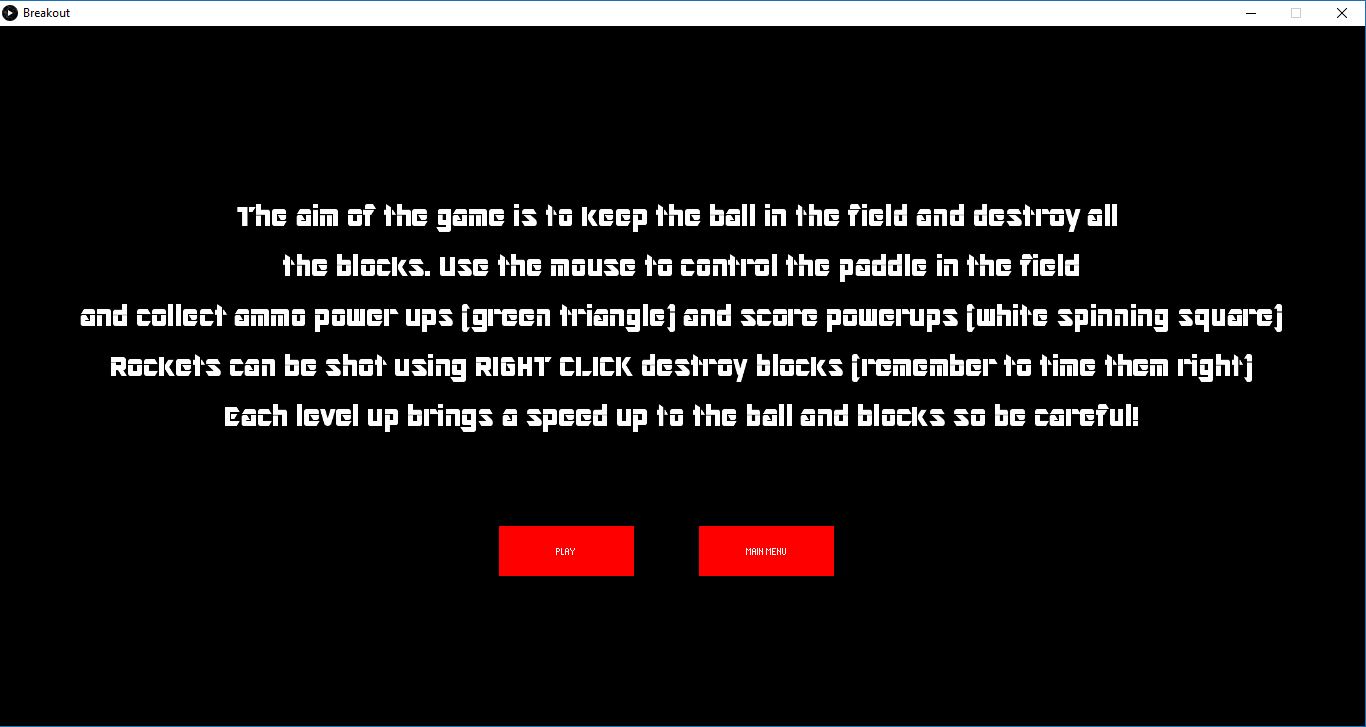 Breakout
The aim of the game is to keep the ball in the field and destroy all
the blocks. Use the mouse to control the paddle in the field
and collect ammo power ups (green triangle) and score powerups (white spinning square)
Rockets can be shot using RIGHT CLICK destroy blocks (remember to time them right)
Each level up brings a speed up to the ball and blocks so be careful!
PLAY
MAIN MENU